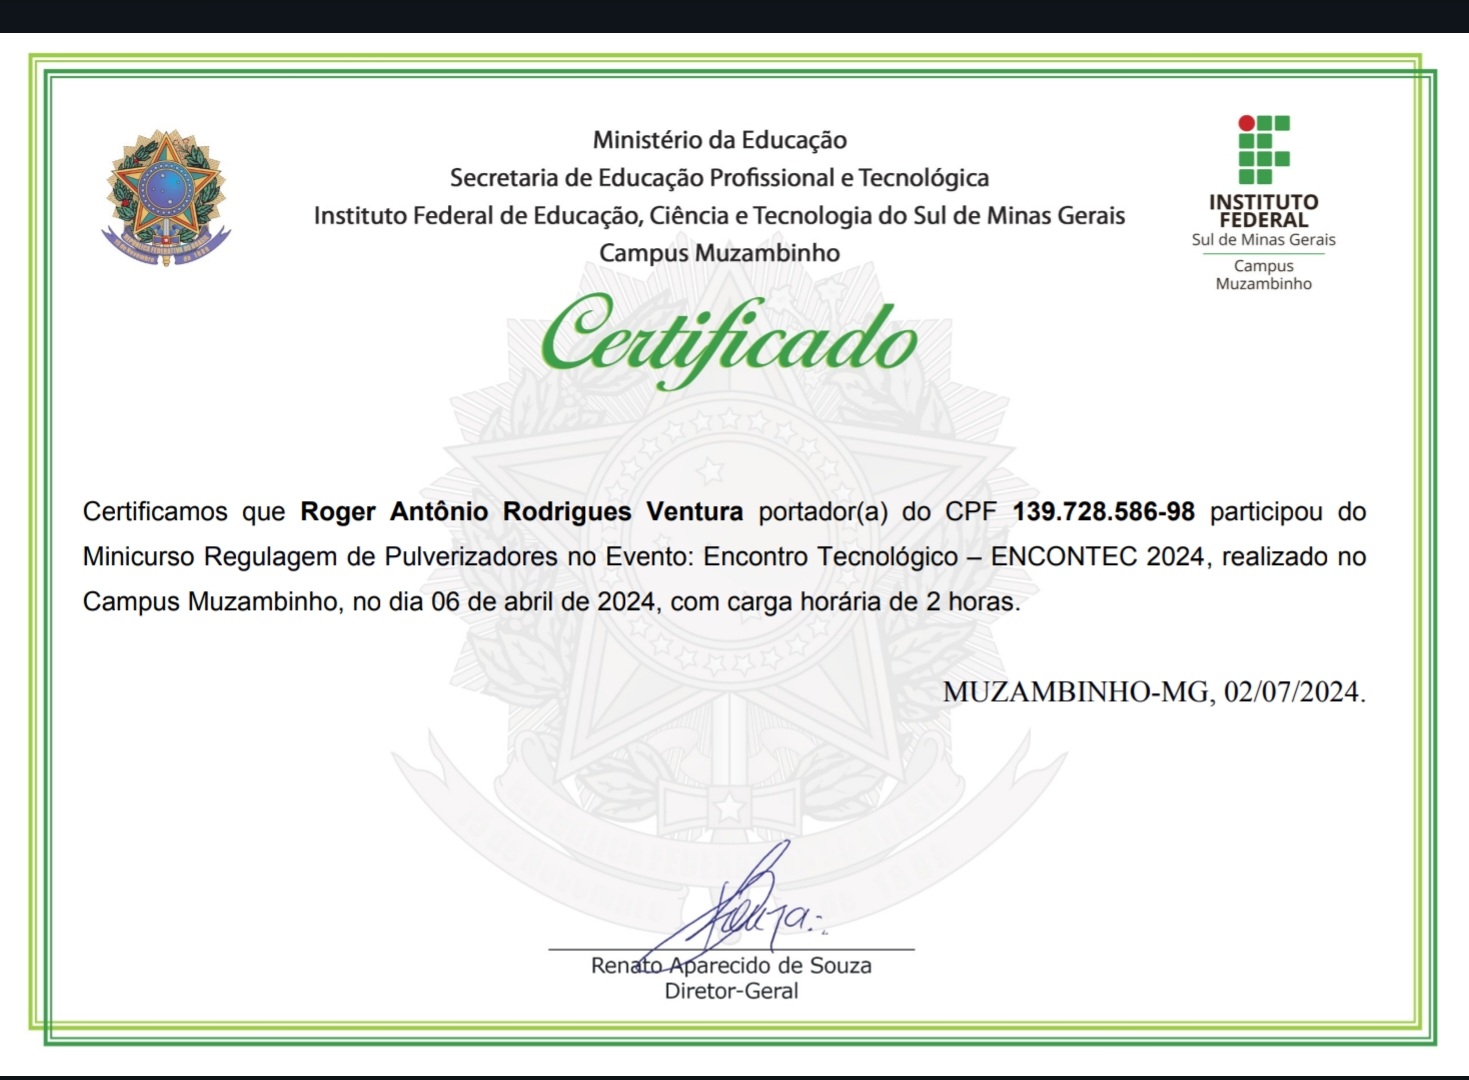 Ministério da Educação
Secretaria de Educação Profissional e Tecnológica
Instituto Federal de Educação, Ciência e Tecnologia do Sul de Minas Gerais
Campus Muzambinho
INSTITUTO
FEDERAL
Sul de Minas Gerais
Campus
Muzambinho
Certificado
Certificamos que Roger Antônio Rodrigues Ventura portador(a) do CPF 139.728.586-98 participou do
Minicurso Regulagem de Pulverizadores no Evento: Encontro Tecnológico – ENCONTEC 2024, realizado no
Campus Muzambinho, no dia 06 de abril de 2024, com carga horária de 2 horas.
MUZAMBINHO-MG, 02/07/2024.
Renato Aparecido de Souza
Diretor-Geral